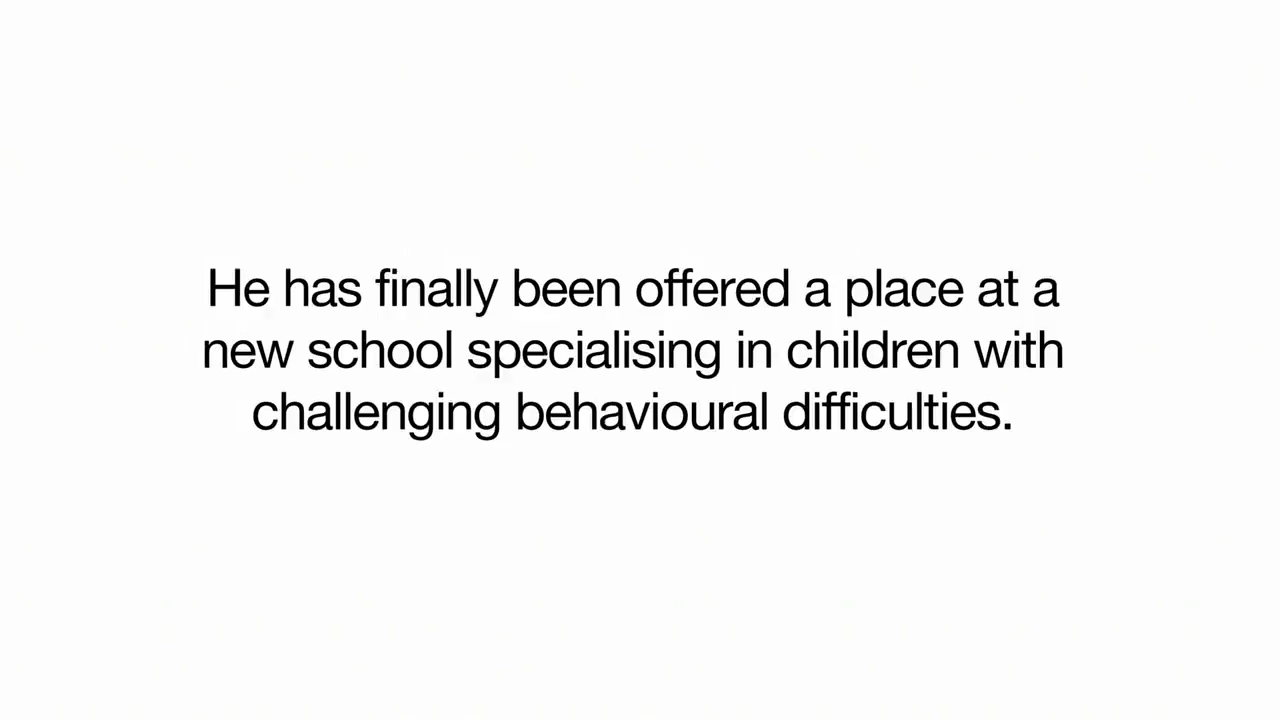 He has finally been offered a place at a
new school specialising in children with
challenging behavioural difficulties.